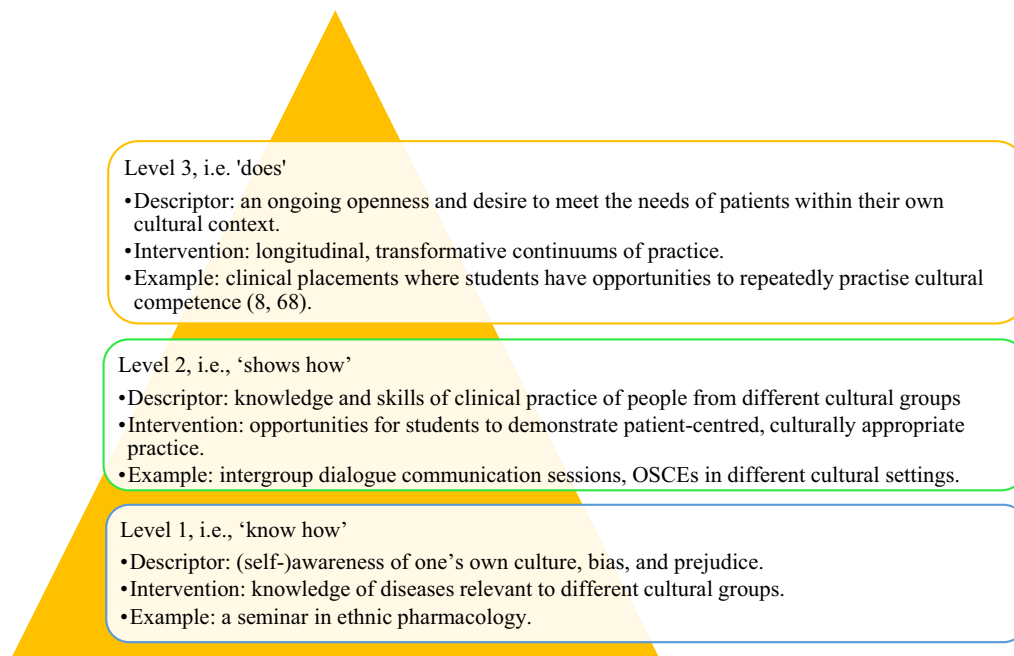 Level 3, i.e. 'does'
•Descriptor: an ongoing openness and desire to meet the needs of patients within their own
cultural context.
•Intervention: longitudinal, transformative continuums of practice.
•Example: clinical placements where students have opportunities to repeatedly practise cultural
competence (8, 68).
Level 2, i.e., ‘shows how’
•Descriptor: knowledge and skills of clinical practice of people from different cultural groups
•Intervention: opportunities for students to demonstrate patient-centred, culturally appropriate
practice.
•Example: intergroup dialogue communication sessions, OSCEs in different cultural settings.
Level 1, i.e., ‘know how’
•Descriptor: (self-)awareness of one’s own culture, bias, and prejudice.
•Intervention: knowledge of diseases relevant to different cultural groups.
•Example: a seminar in ethnic pharmacology.